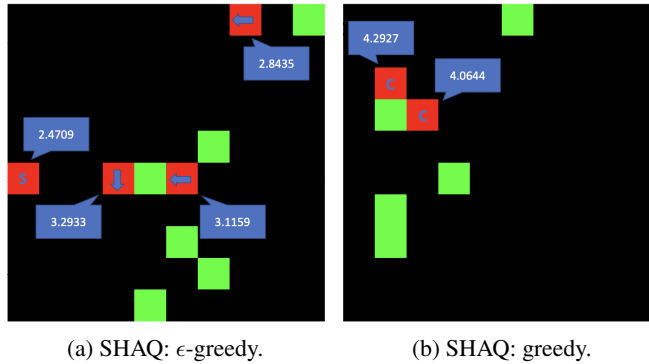 2.8435
2.4709
S
3.2933
3.1159
4.2927
C
4.0644
C
(a) SHAQ: ϵ-greedy.
(b) SHAQ: greedy.